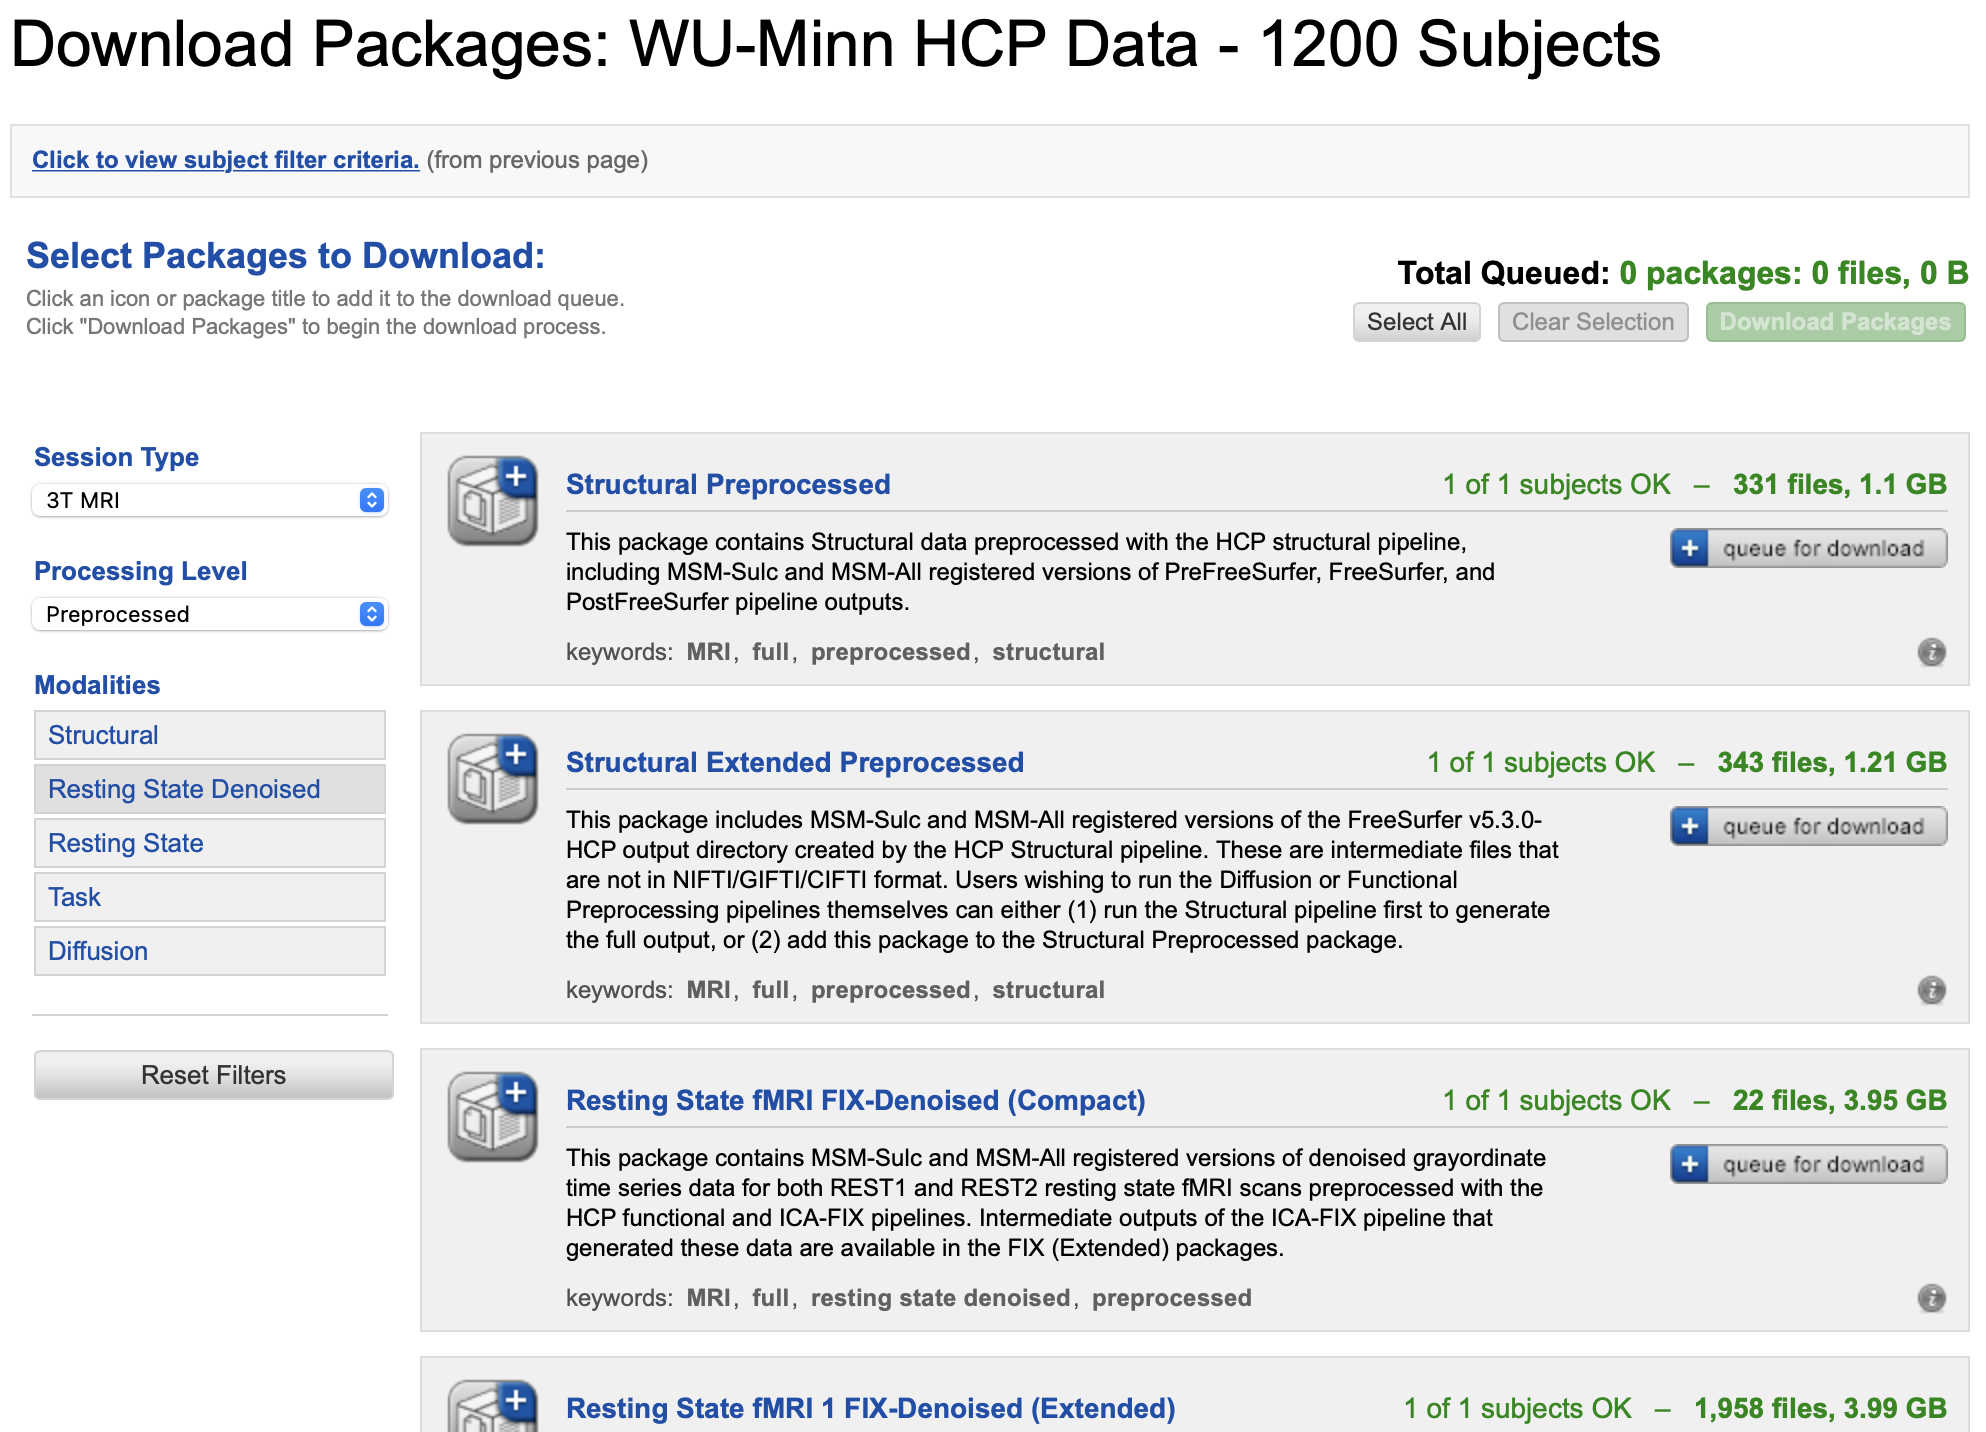 Download Packages: WU-Minn HCP Data - 1200 Subjects
Click to view subject filter criteria. (from previous page)
Select Packages to Download:
Click an icon or package title to add it to the download queue.
Click "Download Packages" to begin the download process.
Total Queued: 0 packages: 0 files, 0 B
Select All
Clear Selection
Download Packages
Session Type
3T MRI
Processing Level
Preprocessed
Modalities
Structural
Resting State Denoised
Resting State
Task
Diffusion
Reset Filters
Structural Preprocessed
1 of 1 subjects OK – 331 files, 1.1 GB
This package contains Structural data preprocessed with the HCP structural pipeline,
including MSM-Sulc and MSM-All registered versions of PreFreeSurfer, FreeSurfer, and
PostFreeSurfer pipeline outputs.
queue for download
keywords: MRI, full, preprocessed, structural
Structural Extended Preprocessed
1 of 1 subjects OK – 343 files, 1.21 GB
This package includes MSM-Sulc and MSM-All registered versions of the FreeSurfer v5.3.0-
HCP output directory created by the HCP Structural pipeline. These are intermediate files that
are not in NIFTI/GIFTI/CIFTI format. Users wishing to run the Diffusion or Functional
Preprocessing pipelines themselves can either (1) run the Structural pipeline first to generate
the full output, or (2) add this package to the Structural Preprocessed package.
queue for download
keywords: MRI, full, preprocessed, structural
Resting State fMRI FIX-Denoised (Compact)
1 of 1 subjects OK – 22 files, 3.95 GB
This package contains MSM-Sulc and MSM-All registered versions of denoised grayordinate
time series data for both REST1 and REST2 resting state fMRI scans preprocessed with the
HCP functional and ICA-FIX pipelines. Intermediate outputs of the ICA-FIX pipeline that
generated these data are available in the FIX (Extended) packages.
queue for download
keywords: MRI, full, resting state denoised, preprocessed
Resting State fMRI 1 FIX-Denoised (Extended)
1 of 1 subjects OK – 1,958 files, 3.99 GB